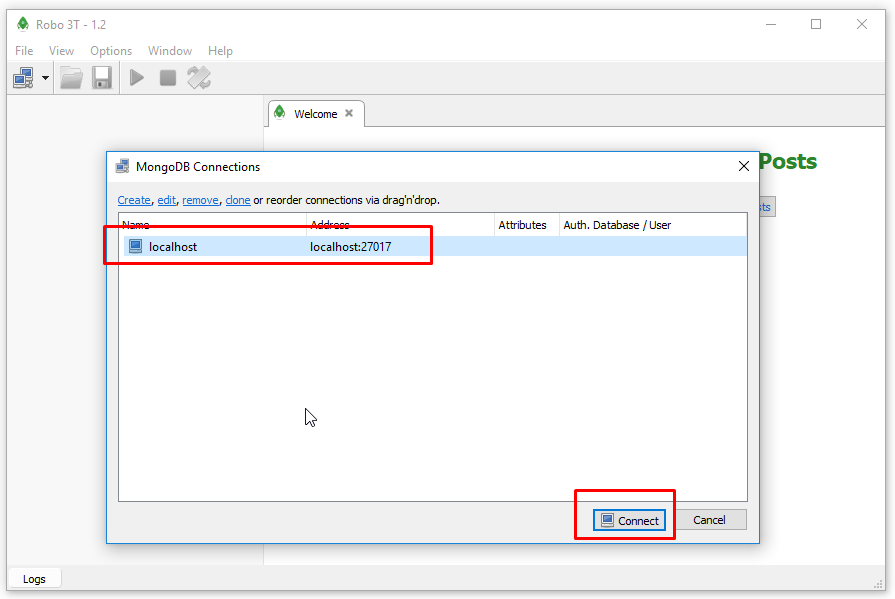 Robo 3T - 1.2
File View Options Window Help
Welcome
Posts
sts
MongoDB Connections
Create, edit, remove, clone or reorder connections via drag'n'drop.
Name Address Attributes Auth. Database / User
localhost localhost:27017
Connect Cancel
Logs